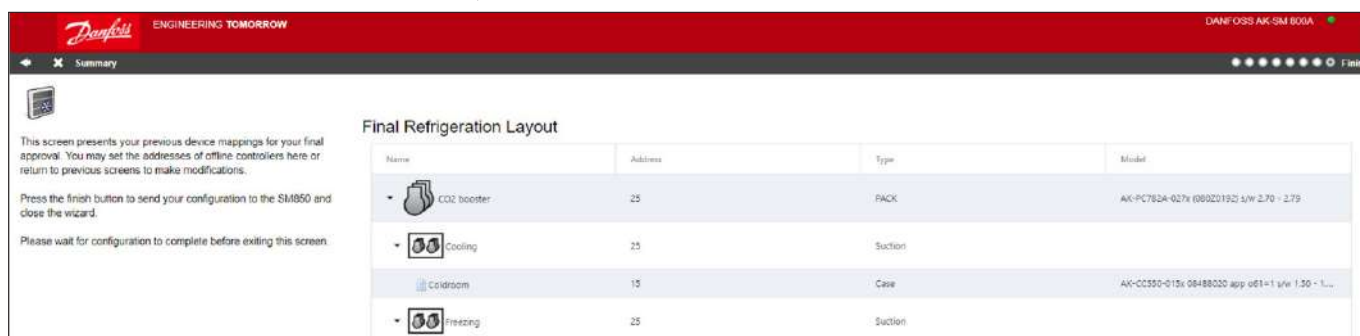 Danfoss
ENGINEERING TOMORROW
DANFOSS AK-SM 800A
Summary
Finis
This screen presents your previous device mappings for your final
approval. You may set the addresses of offline controllers here or
return to previous screens to make modifications.
Press the finish button to send your configuration to the SM850 and
close the wizard.
Please wait for configuration to complete before exiting this screen
Final Refrigeration Layout
Name Address Type Model
CO2 booster 25 PACK AK-PC782A-027x (080Z0192) s/w 2.70 - 2.79
Cooling 25 Suction
Coldroom 15 Case AK-CC550-015x 084B8020 app o61=1 s/w 1.30 - 1....
Freezing 25 Suction